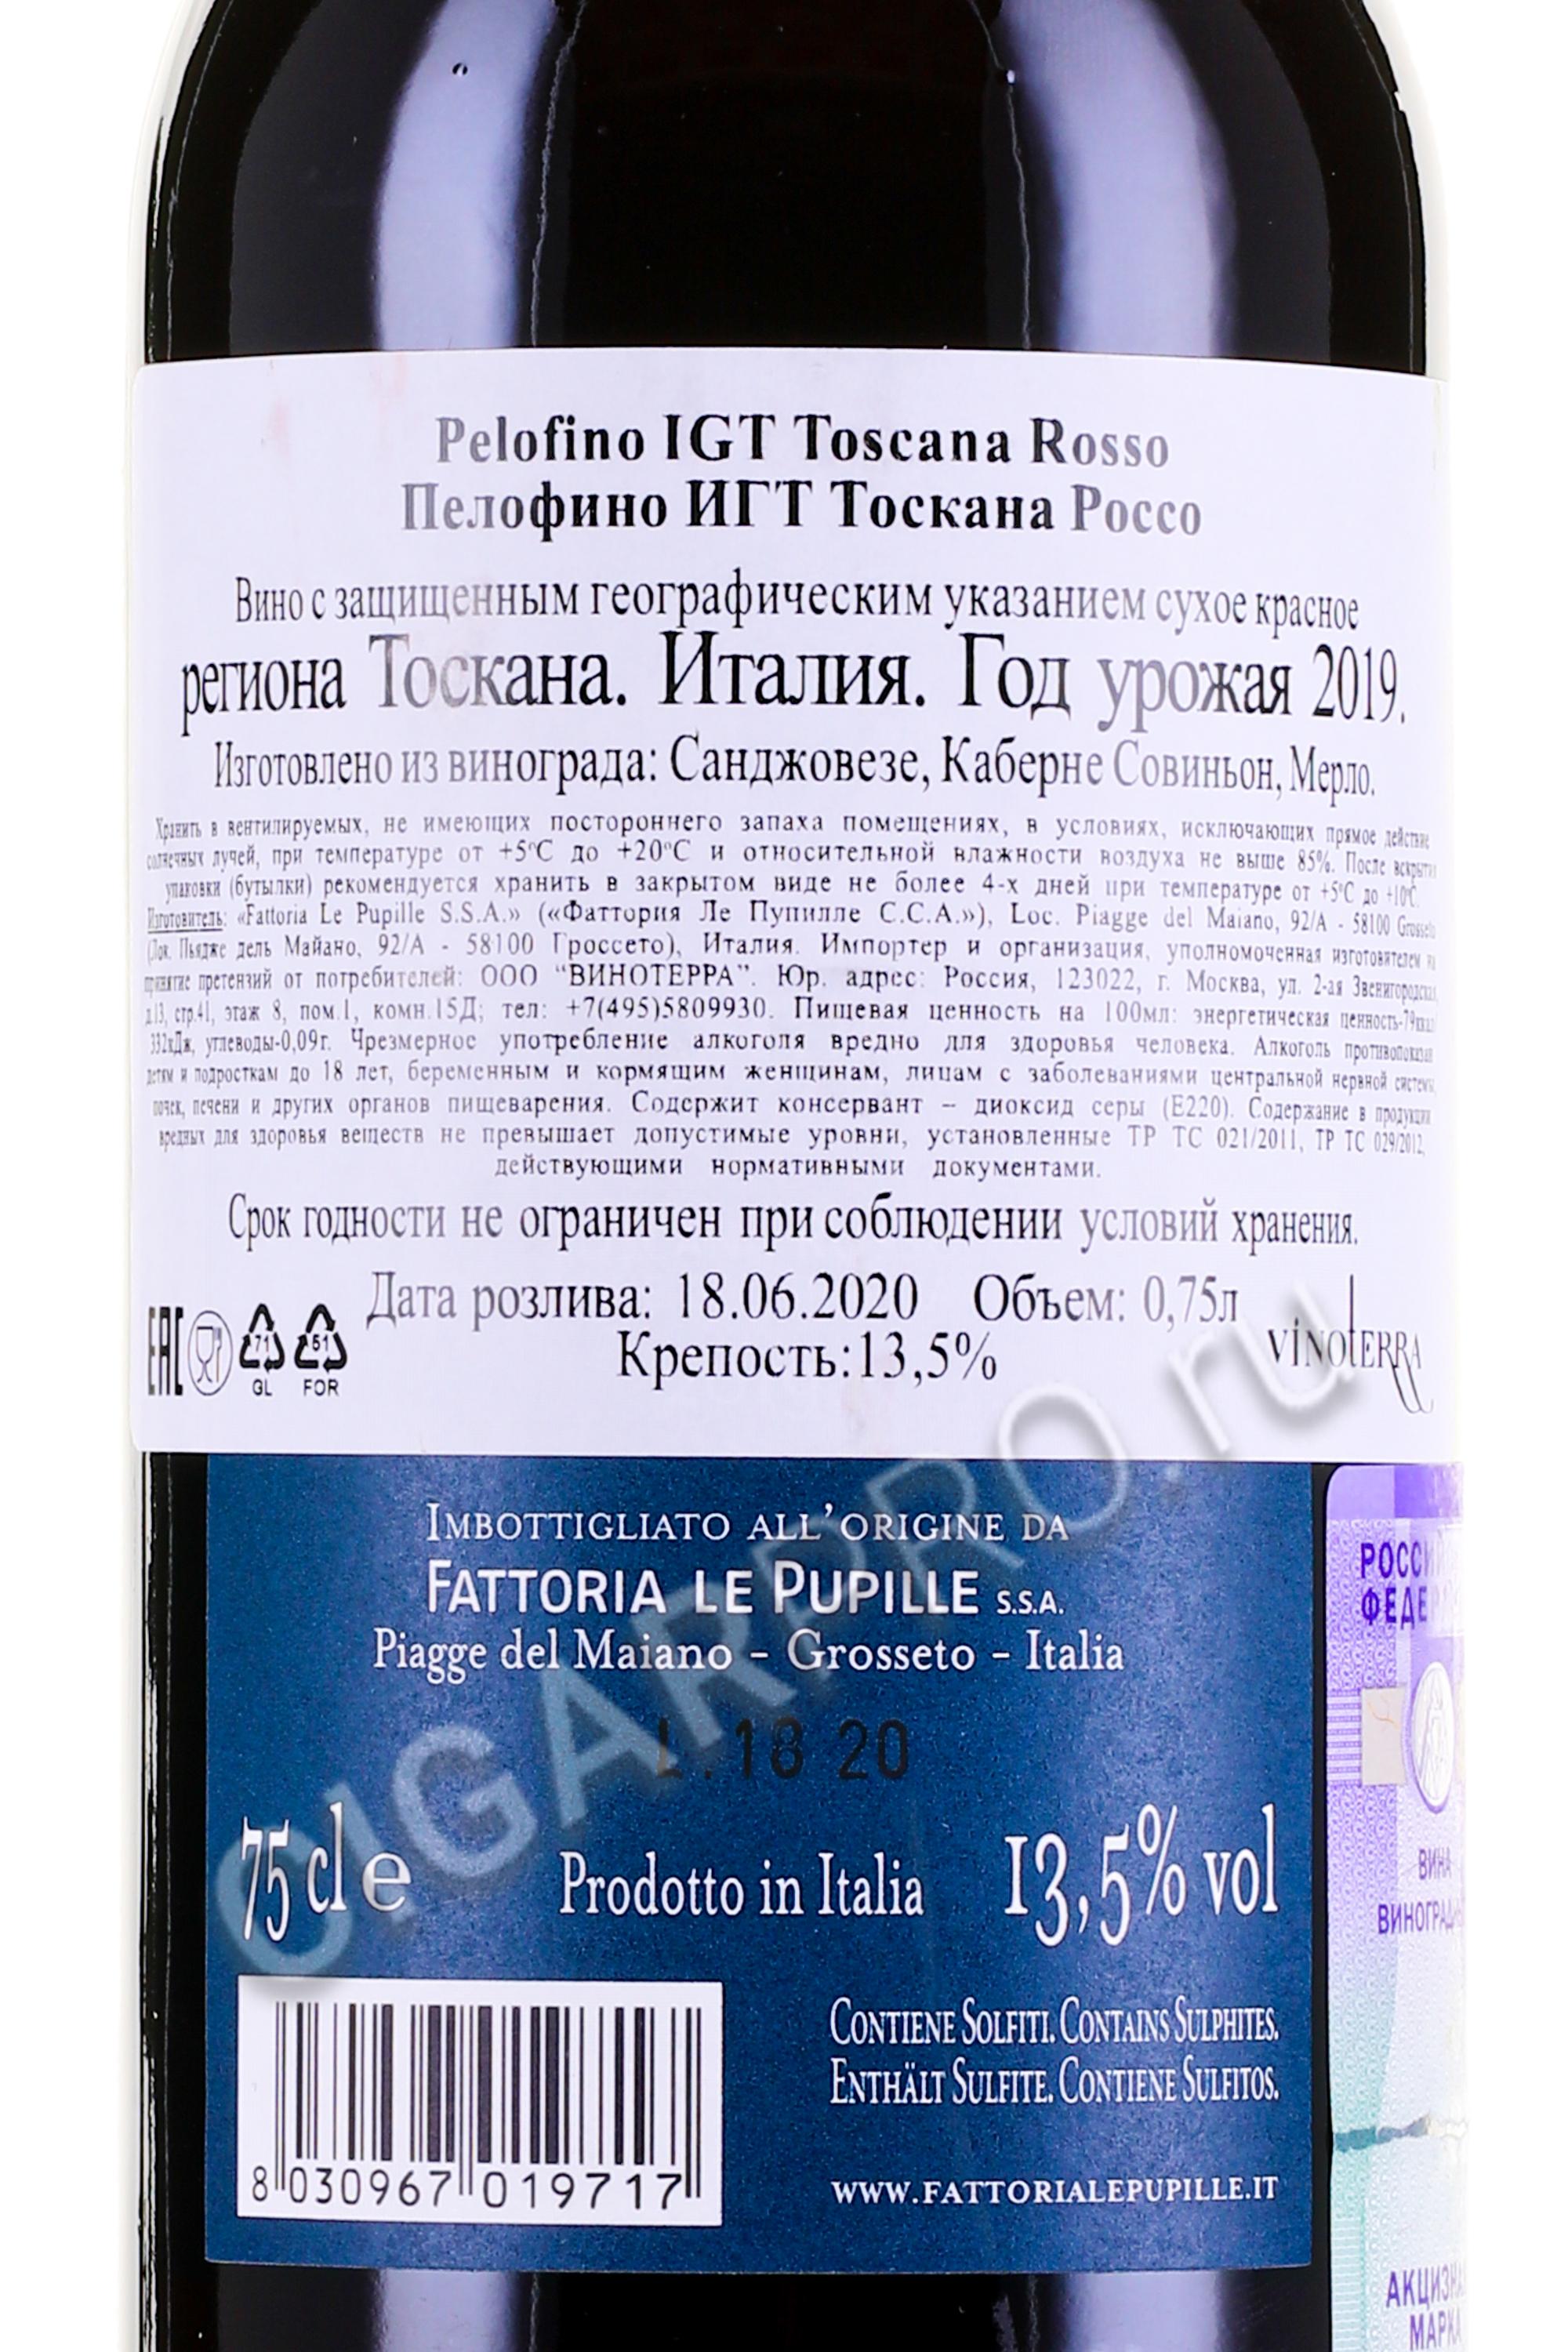 Pelofino IGT Toscana Rosso
Пелофино ИГТ Тоскана Россо
Вино с защищенным географическим указанием сухое красное
региона Тоскана. Италия. Год урожая 2019.
Изготовлено из винограда: Санджовезе, Каберне Совиньон, Мерло.
Хранить в вентилируемых, не имеющих постороннего запаха помещениях, в условиях, исключающих прямое действие
солнечных лучей, при температуре от +5°C до +20°C и относительной влажности воздуха не выше 85%. После вскрытия
упаковки (бутылки) рекомендуется хранить в закрытом виде не более 4-х дней при температуре от +5°C до +10°C.
Изготовитель: «Fattoria Le Pupille S.S.A.» («Фаттория Ле Пупилле С.С.А.»), Loc. Piagge del Maiano, 92/A - 58100 Grosseto
(Лок. Пьядже дель Майано, 92/А - 58100 Гроссето), Италия. Импортер и организация, уполномоченная изготовителем на
принятие претензий от потребителей: ООО "ВИНОТЕРРА". Юр. адрес: Россия, 123022, г. Москва, ул. 2-ая Звенигородская,
д.13, стр.41, этаж 8, пом.1, комн.15Д; тел: +7(495)5809930. Пищевая ценность на 100мл: энергетическая ценность-79ккал
332кДж, углеводы-0,09г. Чрезмерное употребление алкоголя вредно для здоровья человека. Алкоголь противопоказан
детям и подросткам до 18 лет, беременным и кормящим женщинам, лицам с заболеваниями центральной нервной системы,
почек, печени и других органов пищеварения. Содержит консервант – диоксид серы (E220). Содержание в продукции
вредных для здоровья веществ не превышает допустимые уровни, установленные ТР ТС 021/2011, ТР ТС 029/2012,
действующими нормативными документами.
Срок годности не ограничен при соблюдении условий хранения.
Дата розлива: 18.06.2020 Объем: 0,75л
Крепость:13,5%
EAC 71 GL 51 FOR
VINOTERRA
IMBOTTIGLIATO ALL'ORIGINE DA
FATTORIA LE PUPILLE S.S.A.
Piagge del Maiano – Grosseto – Italia
L.18 20
75 cl e Prodotto in Italia 13,5% vol
CONTIENE SOLFITI. CONTAINS SULPHITES.
ENTHÄLT SULFITE. CONTIENE SULFITOS.
WWW.FATTORIALEPUPILLE.IT
8 030967 019717
CIGARPRO.ru
ВИНА
МАРКА